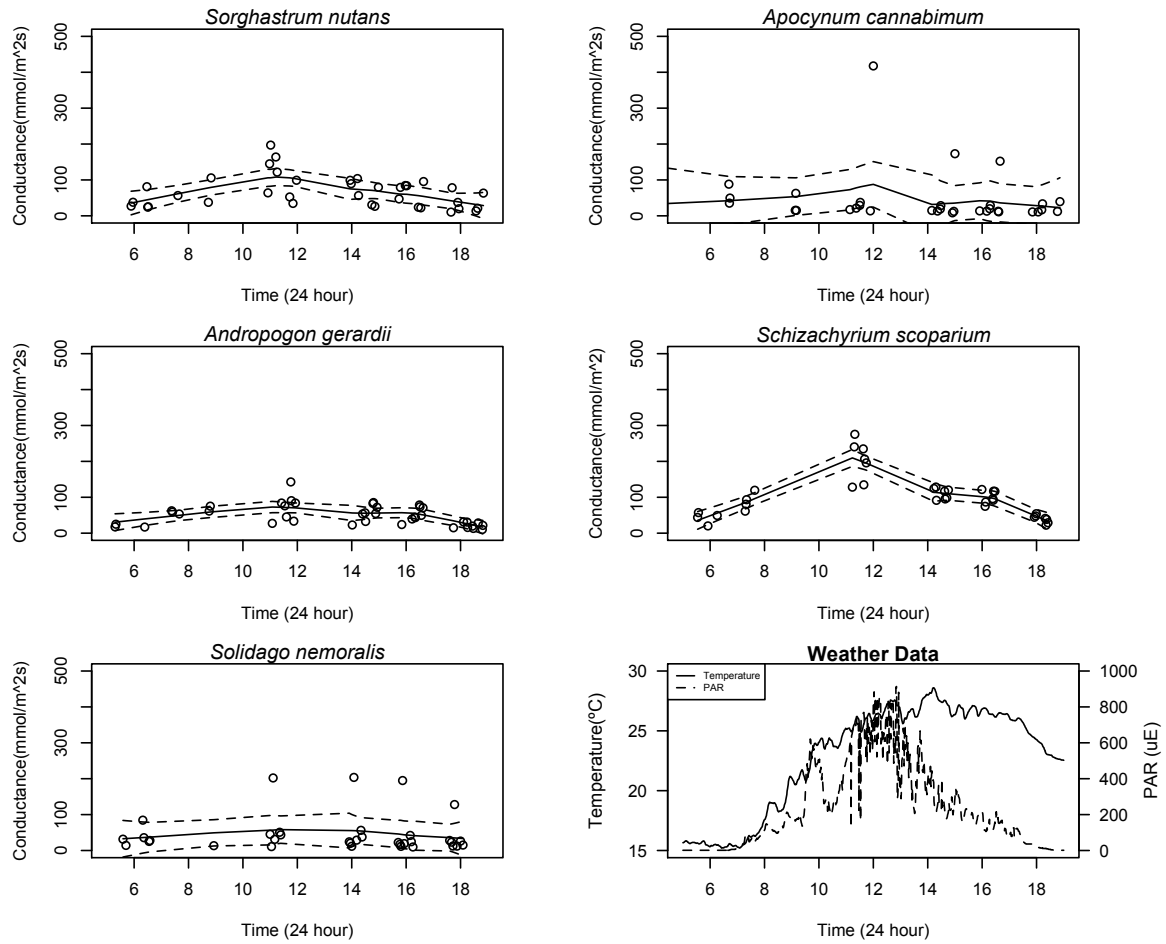 Sorghastrum nutans
Conductance(mmol/m^2s)
0 100 300 500
6 8 10 12 14 16 18
Time (24 hour)
Apocynum cannabimum
Conductance(mmol/m^2s)
0 100 300 500
6 8 10 12 14 16 18
Time (24 hour)
Andropogon gerardii
Conductance(mmol/m^2s)
0 100 300 500
6 8 10 12 14 16 18
Time (24 hour)
Schizachyrium scoparium
Conductance(mmol/m^2)
0 100 300 500
6 8 10 12 14 16 18
Time (24 hour)
Solidago nemoralis
Conductance(mmol/m^2s)
0 100 300 500
6 8 10 12 14 16 18
Time (24 hour)
Weather Data
Temperature
PAR
Temperature(ºC)
15 20 25 30
PAR (uE)
0 200 400 600 800 1000
6 8 10 12 14 16 18
Time (24 hour)